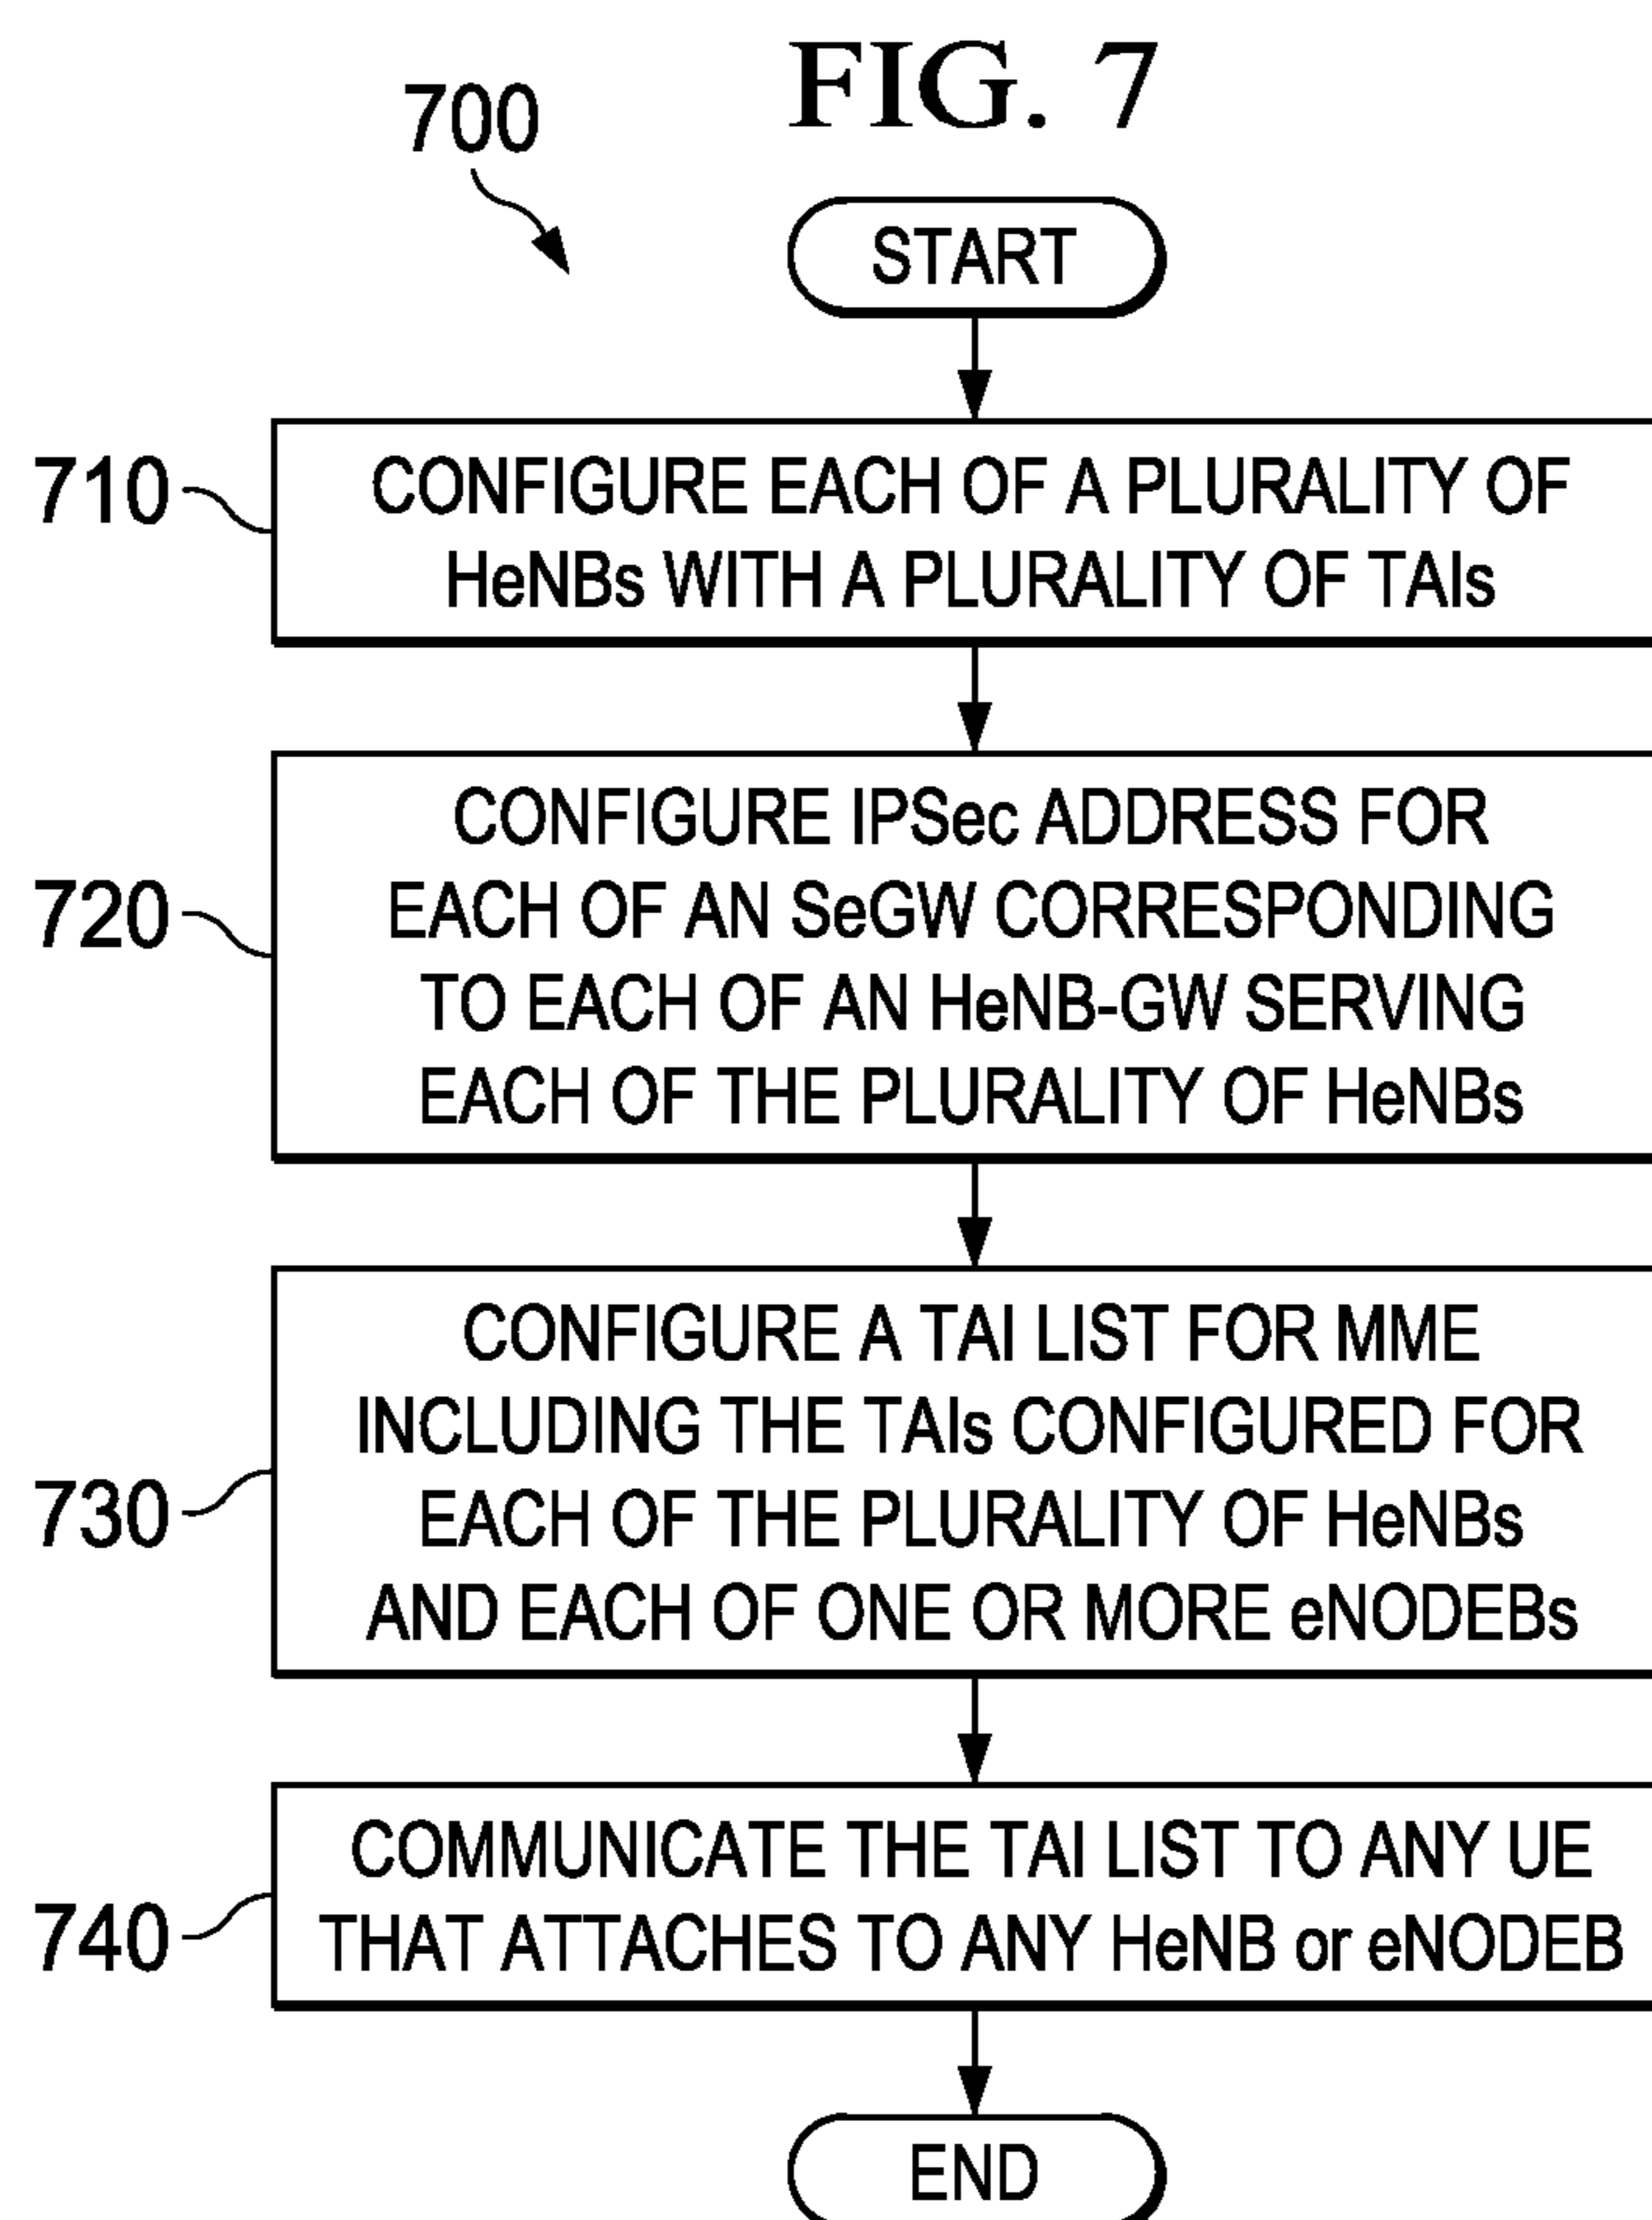 FIG. 7
700
START
710
CONFIGURE EACH OF A PLURALITY OF
HeNBs WITH A PLURALITY OF TAIs
720
CONFIGURE IPSec ADDRESS FOR
EACH OF AN SeGW CORRESPONDING
TO EACH OF AN HeNB-GW SERVING
EACH OF THE PLURALITY OF HeNBs
730
CONFIGURE A TAI LIST FOR MME
INCLUDING THE TAIs CONFIGURED FOR
EACH OF THE PLURALITY OF HeNBs
AND EACH OF ONE OR MORE eNODEBs
740
COMMUNICATE THE TAI LIST TO ANY UE
THAT ATTACHES TO ANY HeNB or eNODEB
END